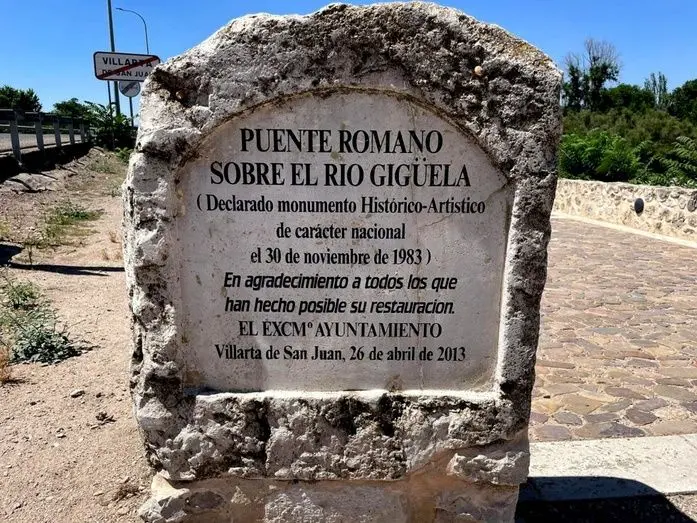 VILLARTA
DE SAN JUAN
PUENTE ROMANO
SOBRE EL RIO GIGÜELA
( Declarado monumento Histórico-Artistico
de carácter nacional
el 30 de noviembre de 1983 )
En agradecimiento a todos los que
han hecho posible su restauracion.
EL EXCMº AYUNTAMIENTO
Villarta de San Juan, 26 de abril de 2013